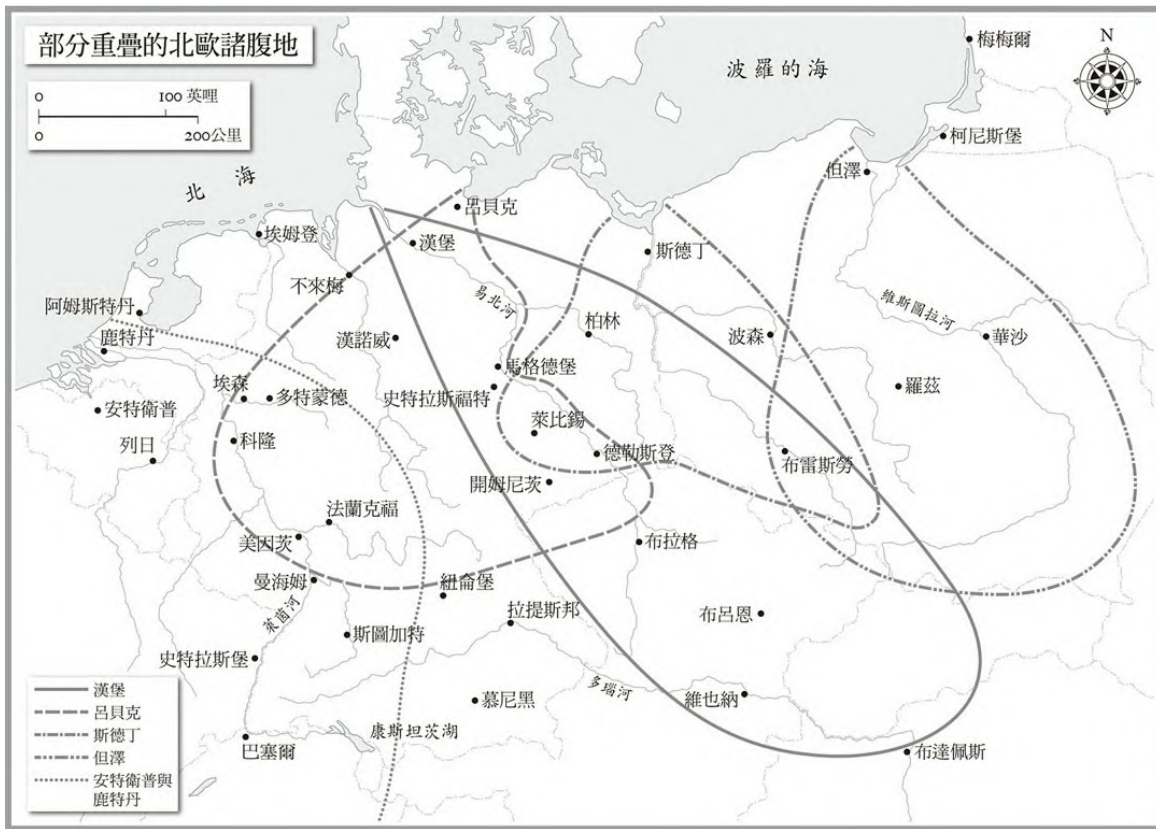 部分重疊的北歐諸腹地
0 100 英哩
0 200公里
N
波羅的海
北海
梅梅爾
柯尼斯堡
但澤
呂貝克
漢堡
埃姆登
斯德丁
不來梅
易北河
阿姆斯特丹
鹿特丹
漢諾威
柏林
波森
維斯圖拉河
華沙
馬格德堡
史特拉斯福特
埃森
多特蒙德
羅茲
安特衛普
萊比錫
科隆
列日
德勒斯登
布雷斯勞
開姆尼茨
法蘭克福
美因茨
布拉格
曼海姆
紐侖堡
萊茵河
拉提斯邦
布呂恩
斯圖加特
史特拉斯堡
多瑙河
維也納
慕尼黑
康斯坦茨湖
巴塞爾
布達佩斯
漢堡
呂貝克
斯德丁
但澤
安特衛普與
鹿特丹